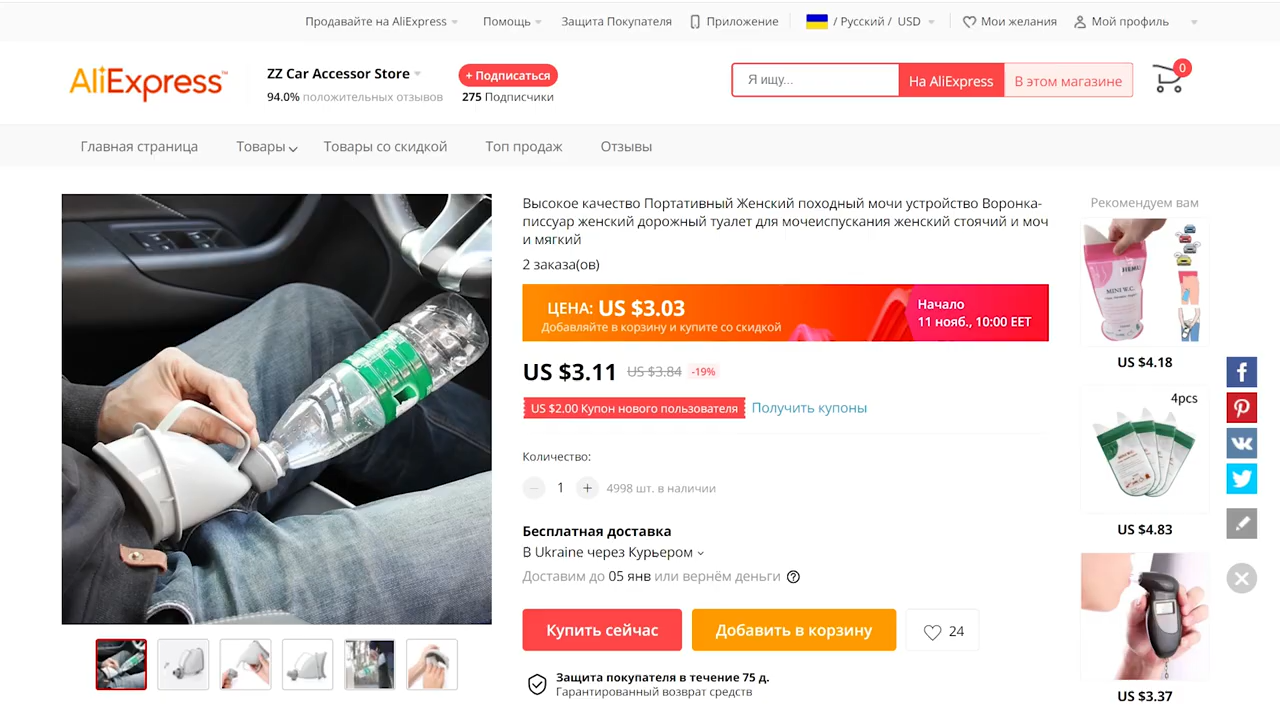 Продавайте на AliExpress
Помощь
Защита Покупателя
Приложение
/ Русский / USD
Мои желания
Мой профиль
AliExpress™
ZZ Car Accessor Store
94.0% положительных отзывов
+ Подписаться
275 Подписчики
Я ищу...
На AliExpress
В этом магазине
0
Главная страница
Товары
Товары со скидкой
Топ продаж
Отзывы
Высокое качество Портативный Женский походный мочи устройство Воронка-
писсуар женский дорожный туалет для мочеиспускания женский стоячий и моч
и мягкий
2 заказа(ов)
ЦЕНА: US $3.03
Добавляйте в корзину и купите со скидкой
Начало
11 нояб., 10:00 EET
US $3.11 US $3.84 -19%
US $2.00 Купон нового пользователя
Получить купоны
Количество:
− 1 + 4998 шт. в наличии
Бесплатная доставка
В Ukraine через Курьером
Доставим до 05 янв или вернём деньги ?
Купить сейчас
Добавить в корзину
24
Защита покупателя в течение 75 д.
Гарантированный возврат средств
Рекомендуем вам
MINI W.C.
US $4.18
4pcs
US $4.83
US $3.37